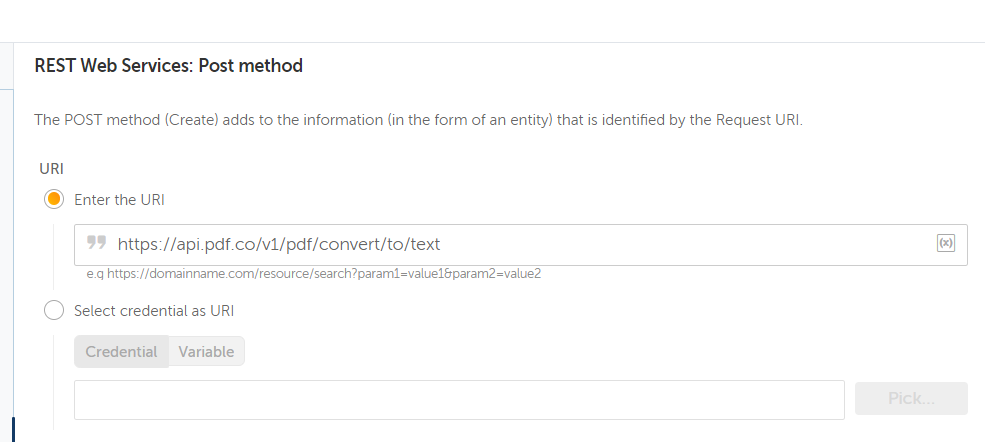 REST Web Services: Post method
The POST method (Create) adds to the information (in the form of an entity) that is identified by the Request URI.
URI
Enter the URI
https://api.pdf.co/v1/pdf/convert/to/text
(x)
e.g https://domainname.com/resource/search?param1=value1&param2=value2
Select credential as URI
Credential Variable
Pick...